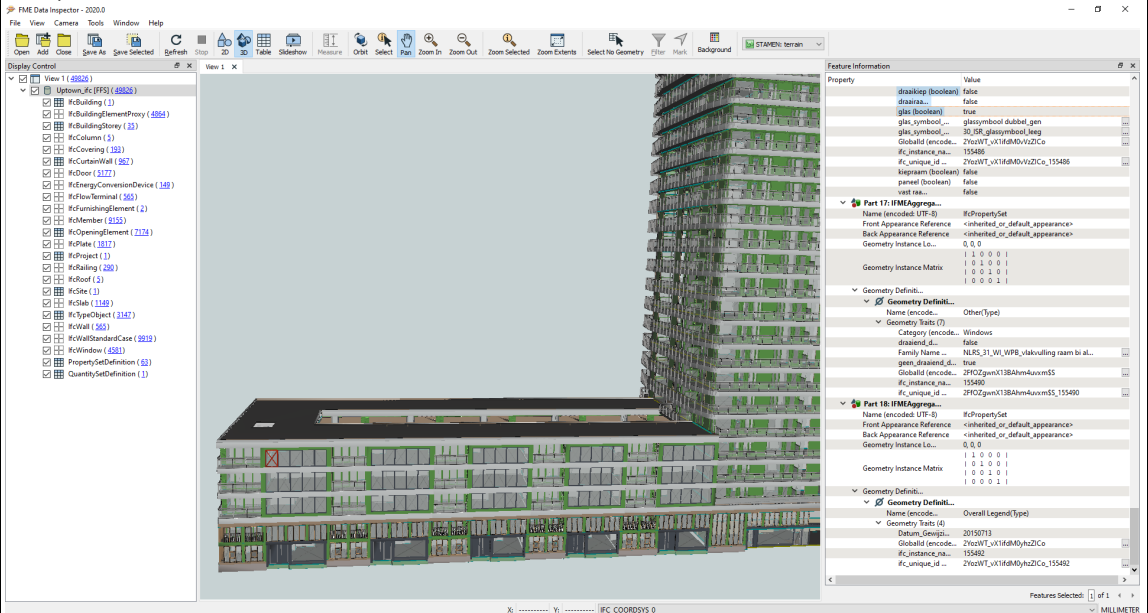 FME Data Inspector - 2020.0
File View Camera Tools Window Help
Open Add Close Save As Save Selected Refresh Stop 2D 3D Table Slideshow Measure Orbit Select Pan Zoom In Zoom Out Zoom Selected Zoom Extents Select No Geometry Filter Mark Background STAMEN: terrain
Display Control
View 1
Feature Information
View 1 (49826)
Uptown_ifc [FFS] (49826)
IfcBuilding (1)
IfcBuildingElementProxy (4864)
IfcBuildingStorey (35)
IfcColumn (5)
IfcCovering (193)
IfcCurtainWall (967)
IfcDoor (5177)
IfcEnergyConversionDevice (149)
IfcFlowTerminal (565)
IfcFurnishingElement (2)
IfcMember (9155)
IfcOpeningElement (7174)
IfcPlate (1817)
IfcProject (1)
IfcRailing (290)
IfcRoof (5)
IfcSite (1)
IfcSlab (1149)
IfcTypeObject (3147)
IfcWall (565)
IfcWallStandardCase (9919)
IfcWindow (4581)
PropertySetDefinition (63)
QuantitySetDefinition (1)
Property Value
draaikiep (boolean) false
draairaa... false
glas (boolean) true
glas_symbool_... glassymbool dubbel_gen
glas_symbool_... 30_ISR_glassymbool_leeg
GlobalId (encode... 2YozWT_vX1ifdM0vVzZICo
ifc_instance_na... 155486
ifc_unique_id ... 2YozWT_vX1ifdM0vVzZICo_155486
kiepraam (boolean) false
paneel (boolean) false
vast raa... false
Part 17: IFMEAggrega...
Name (encoded: UTF-8) IfcPropertySet
Front Appearance Reference <inherited_or_default_appearance>
Back Appearance Reference <inherited_or_default_appearance>
Geometry Instance Lo... 0, 0, 0
| 1 0 0 0 |
| 0 1 0 0 |
Geometry Instance Matrix
| 0 0 1 0 |
| 0 0 0 1 |
Geometry Definiti...
Geometry Definiti...
Name (encode... Other(Type)
Geometry Traits (7)
Category (encode... Windows
draaiend_d... false
Family Name ... NLRS_31_WI_WPB_vlakvulling raam bi al...
geen_draaiend_d... true
GlobalId (encode... 2PfOZgwnX13BAhm4uvxm$S
ifc_instance_na... 155490
ifc_unique_id ... 2PfOZgwnX13BAhm4uvxm$S_155490
Part 18: IFMEAggrega...
Name (encoded: UTF-8) IfcPropertySet
Front Appearance Reference <inherited_or_default_appearance>
Back Appearance Reference <inherited_or_default_appearance>
Geometry Instance Lo... 0, 0, 0
| 1 0 0 0 |
| 0 1 0 0 |
Geometry Instance Matrix
| 0 0 1 0 |
| 0 0 0 1 |
Geometry Definiti...
Geometry Definiti...
Name (encode... Overall Legend(Type)
Geometry Traits (4)
Datum_Gewijzi... 20150713
GlobalId (encode... 2YozWT_vX1ifdM0yhzZICo
ifc_instance_na... 155492
ifc_unique_id ... 2YozWT_vX1ifdM0yhzZICo_155492
Features Selected: 1 of 1
X: ---------- Y: ---------- IFC_COORDSYS_0 MILLIMETER